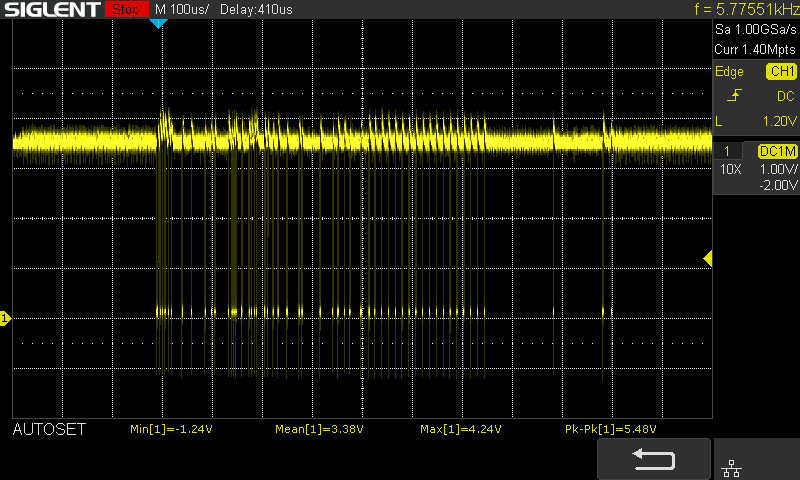 SIGLENT Stop M 100us/ Delay:410us f = 5.77551kHz
Sa 1.00GSa/s
Curr 1.40Mpts
Edge CH1
DC
L 1.20V
1 DC1M
10X 1.00V/
-2.00V
1
AUTOSET Min[1]=-1.24V Mean[1]=3.38V Max[1]=4.24V Pk-Pk[1]=5.48V